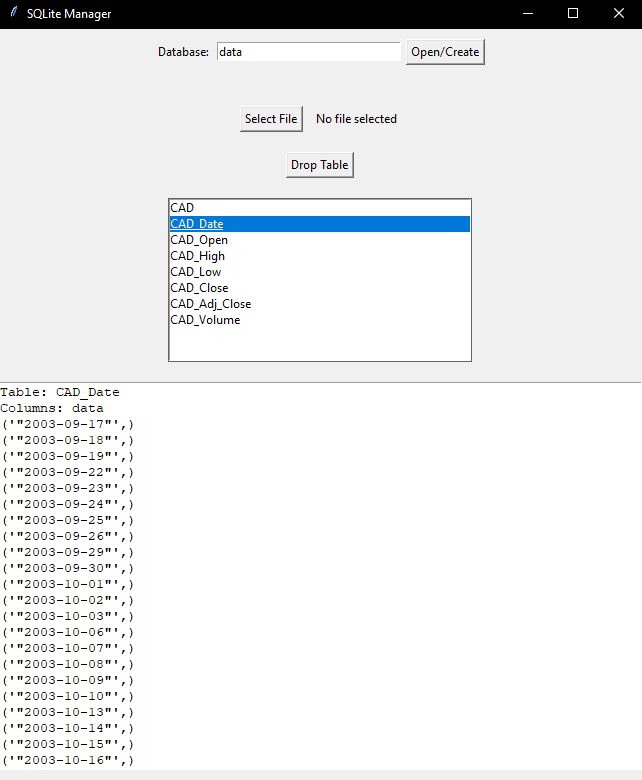 SQLite Manager
Database: data Open/Create
Select File No file selected
Drop Table
CAD
CAD_Date
CAD_Open
CAD_High
CAD_Low
CAD_Close
CAD_Adj_Close
CAD_Volume
Table: CAD_Date
Columns: data
('"2003-09-17"',)
('"2003-09-18"',)
('"2003-09-19"',)
('"2003-09-22"',)
('"2003-09-23"',)
('"2003-09-24"',)
('"2003-09-25"',)
('"2003-09-26"',)
('"2003-09-29"',)
('"2003-09-30"',)
('"2003-10-01"',)
('"2003-10-02"',)
('"2003-10-03"',)
('"2003-10-06"',)
('"2003-10-07"',)
('"2003-10-08"',)
('"2003-10-09"',)
('"2003-10-10"',)
('"2003-10-13"',)
('"2003-10-14"',)
('"2003-10-15"',)
('"2003-10-16"',)